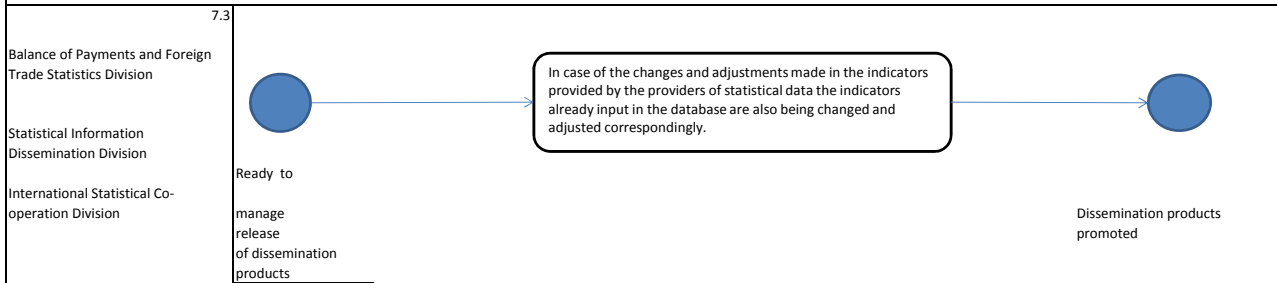 7.3
Balance of Payments and Foreign
Trade Statistics Division
Statistical Information
Dissemination Division
International Statistical Co-
operation Division
Ready to
manage
release
of dissemination
products
In case of the changes and adjustments made in the indicators
provided by the providers of statistical data the indicators
already input in the database are also being changed and
adjusted correspondingly.
Dissemination products
promoted